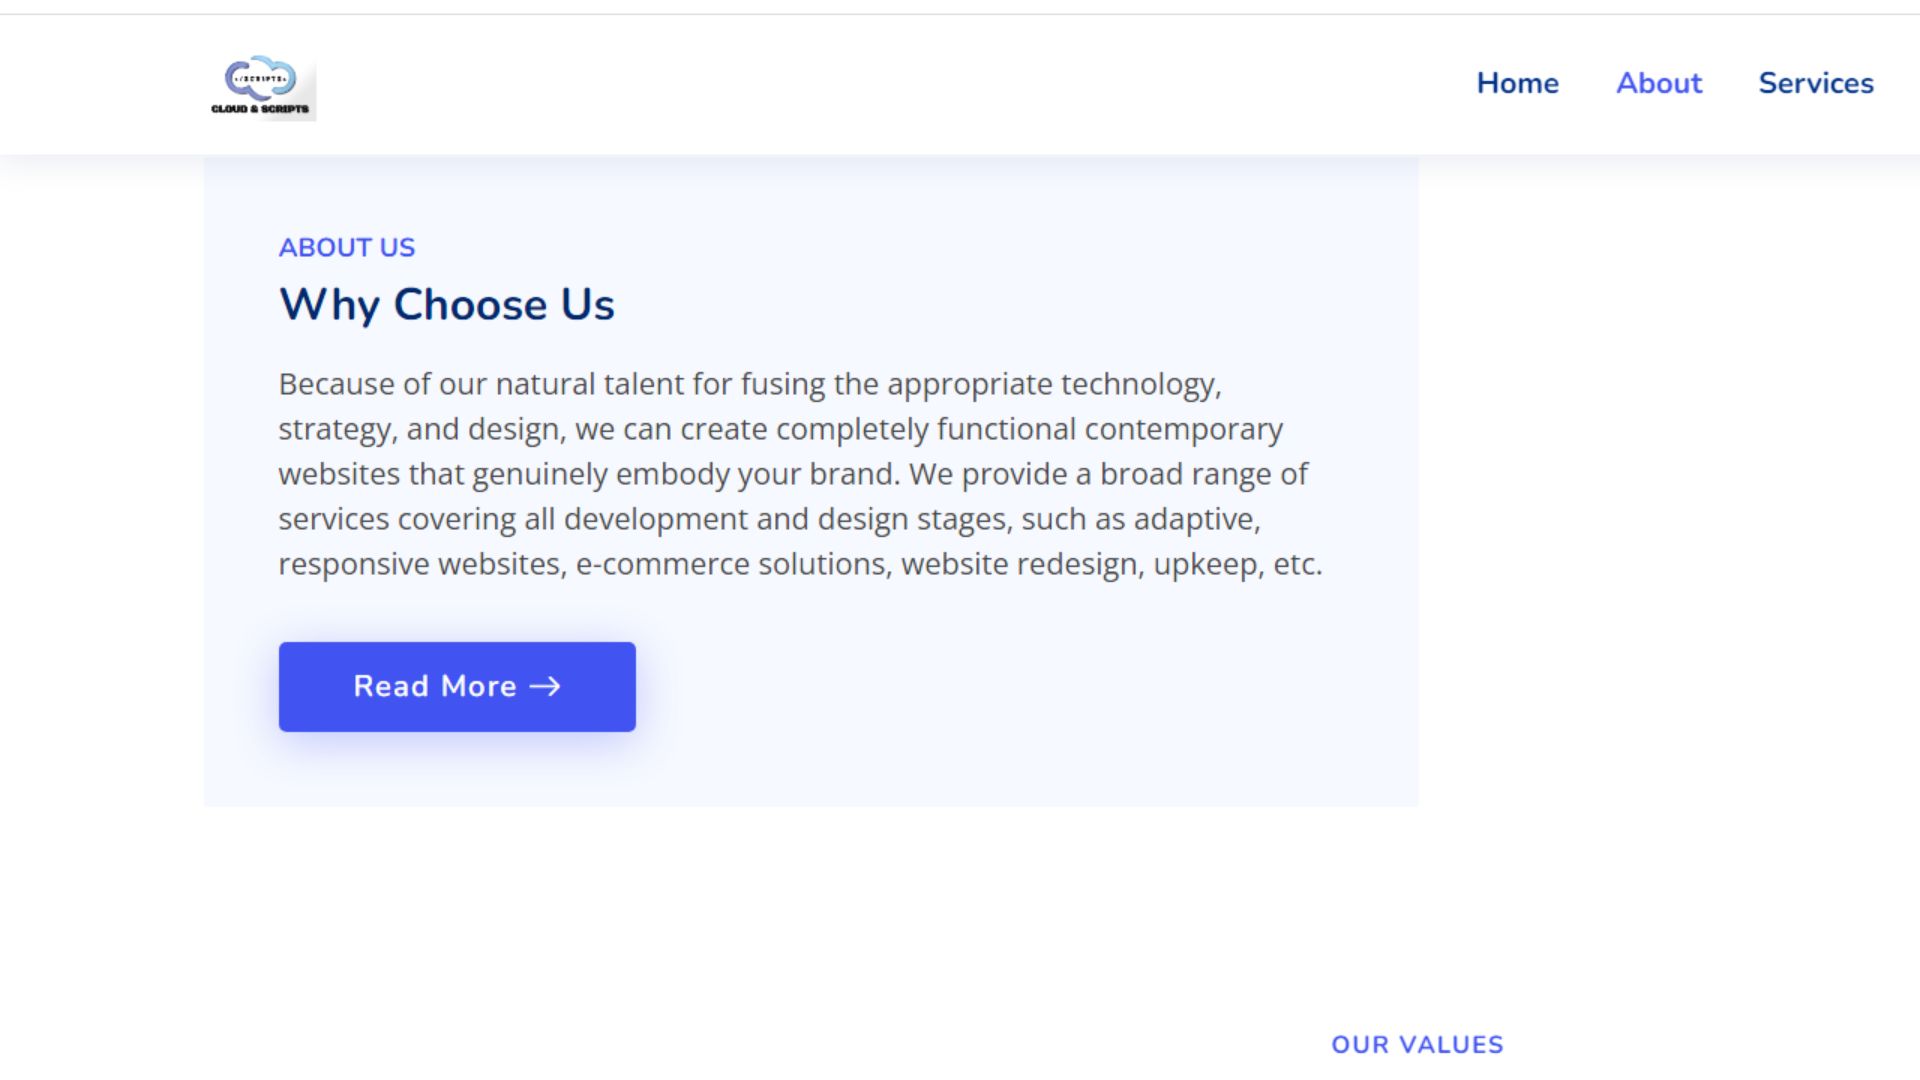 </SCRIPTS>
CLOUD & SCRIPTS
Home About Services
ABOUT US
Why Choose Us
Because of our natural talent for fusing the appropriate technology,
strategy, and design, we can create completely functional contemporary
websites that genuinely embody your brand. We provide a broad range of
services covering all development and design stages, such as adaptive,
responsive websites, e-commerce solutions, website redesign, upkeep, etc.
Read More →
OUR VALUES